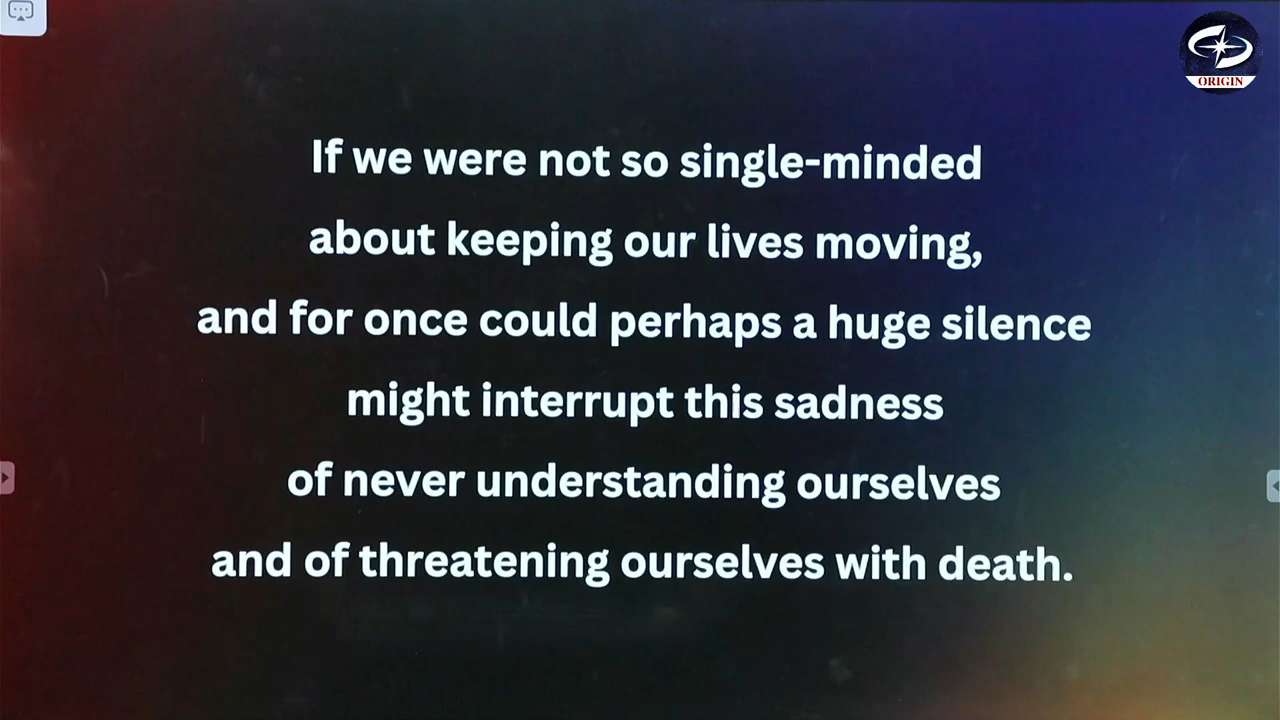 ORIGIN
If we were not so single-minded
about keeping our lives moving,
and for once could perhaps a huge silence
might interrupt this sadness
of never understanding ourselves
and of threatening ourselves with death.